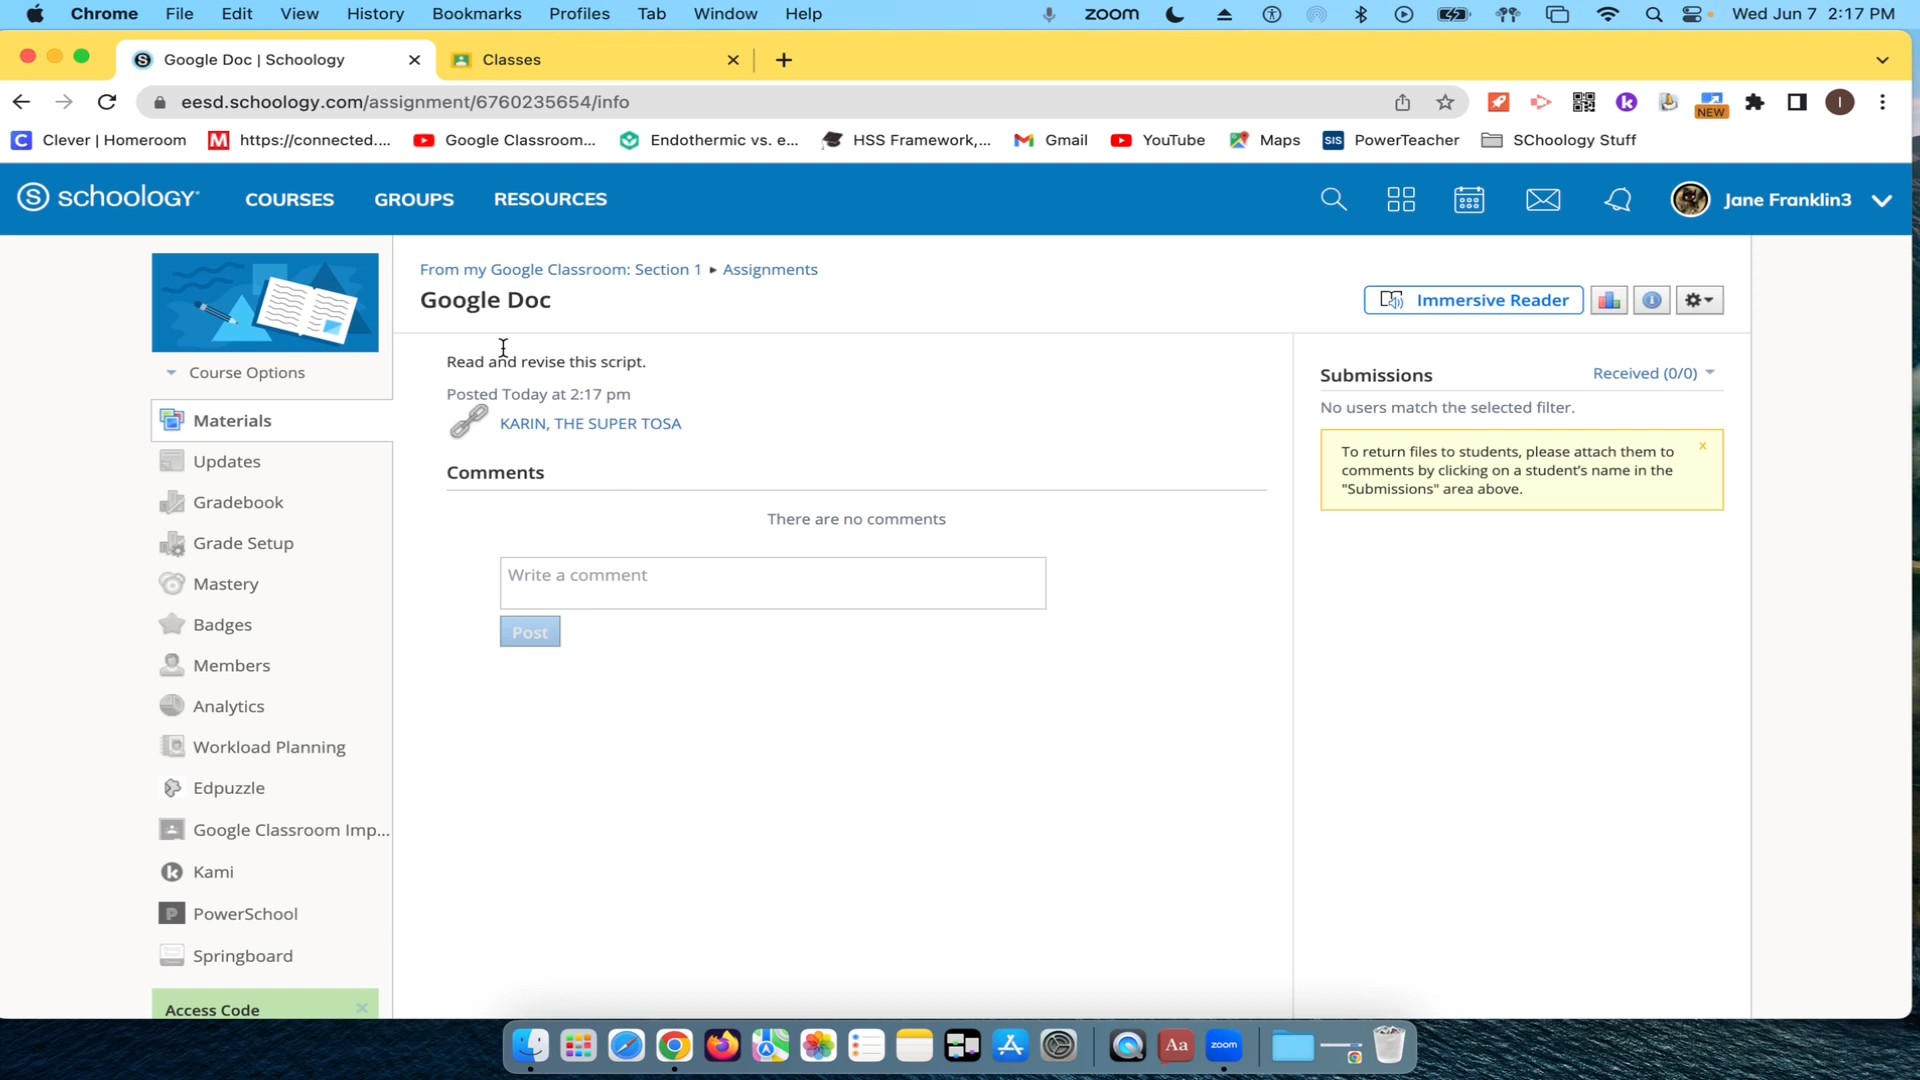 Chrome File Edit View History Bookmarks Profiles Tab Window Help zoom Wed Jun 7 2:17 PM
Google Doc | Schoology Classes
eesd.schoology.com/assignment/6760235654/info NEW I
Clever | Homeroom https://connected.... Google Classroom... Endothermic vs. e... HSS Framework,... Gmail YouTube Maps SIS PowerTeacher SChoology Stuff
S schoology COURSES GROUPS RESOURCES Jane Franklin3
From my Google Classroom: Section 1 ▸ Assignments
Google Doc
Immersive Reader
Read and revise this script.
Posted Today at 2:17 pm
KARIN, THE SUPER TOSA
Comments
There are no comments
Write a comment
Post
Submissions Received (0/0)
No users match the selected filter.
To return files to students, please attach them to
comments by clicking on a student's name in the
"Submissions" area above.
x
Course Options
Materials
Updates
Gradebook
Grade Setup
Mastery
Badges
Members
Analytics
Workload Planning
Edpuzzle
Google Classroom Imp...
Kami
PowerSchool
Springboard
Access Code
Aa zoom